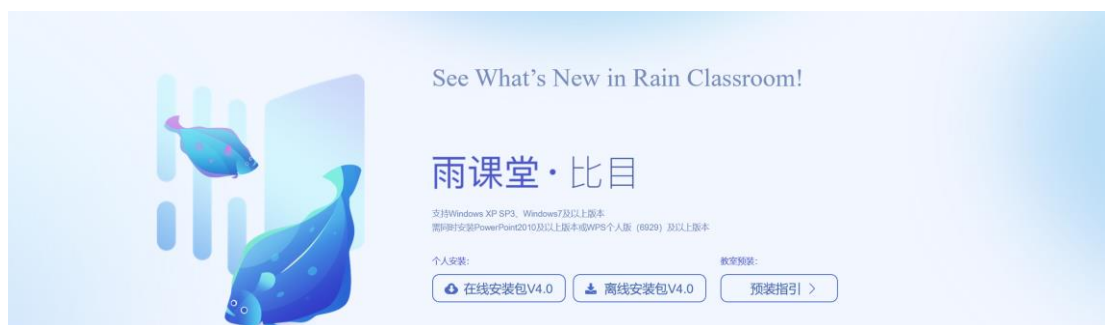 See What's New in Rain Classroom!
雨课堂·比目
支持Windows XP SP3、Windows7及以上版本
需同时安装PowerPoint2010及以上版本或WPS个人版（6929）及以上版本
个人安装：
教室预装：
在线安装包V4.0
离线安装包V4.0
预装指引 >